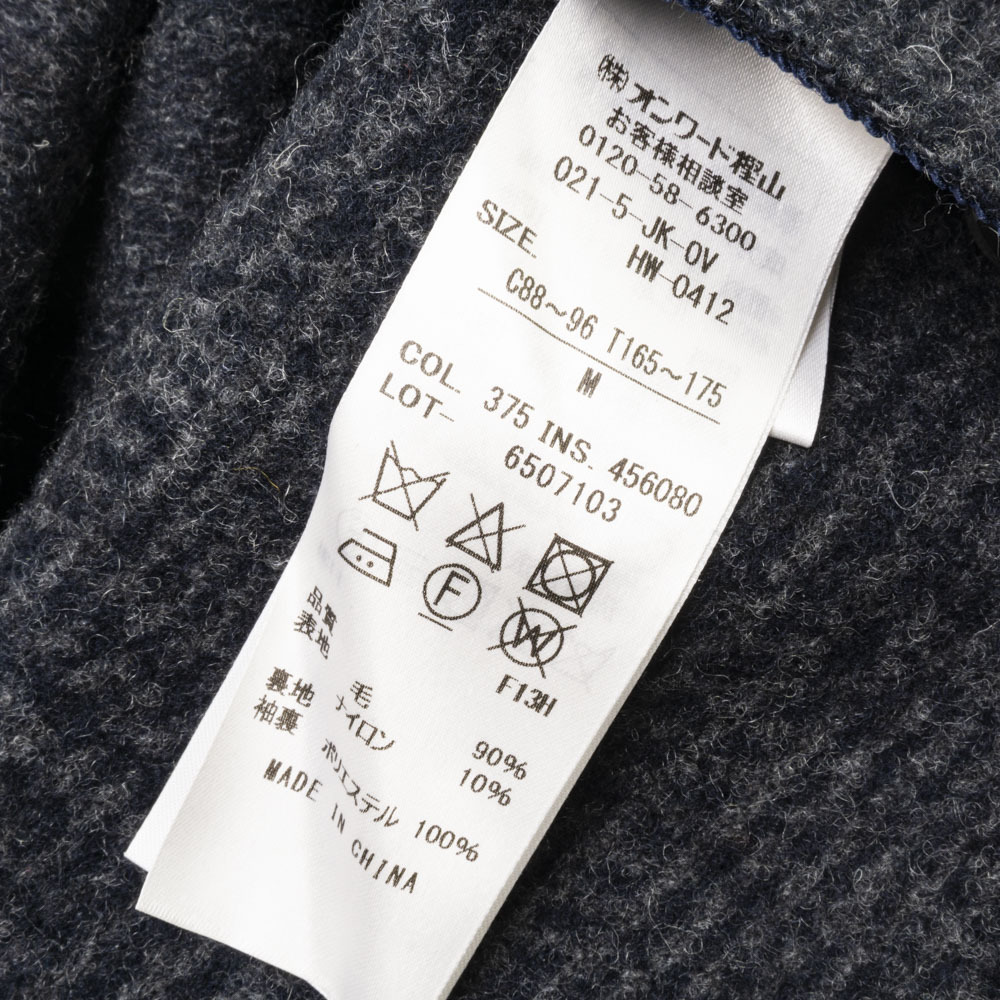 (株)オンワード樫山
お客様相談室
0120-58-6300
021-5-JK-0V
HW-0412
SIZE.
C88~96 T165~175
M
COL. 375 INS. 456080
LOT- 6507103
F
W
F13H
品質
表地
毛 90%
ナイロン 10%
裏地
袖裏
ポリエステル 100%
MADE IN CHINA